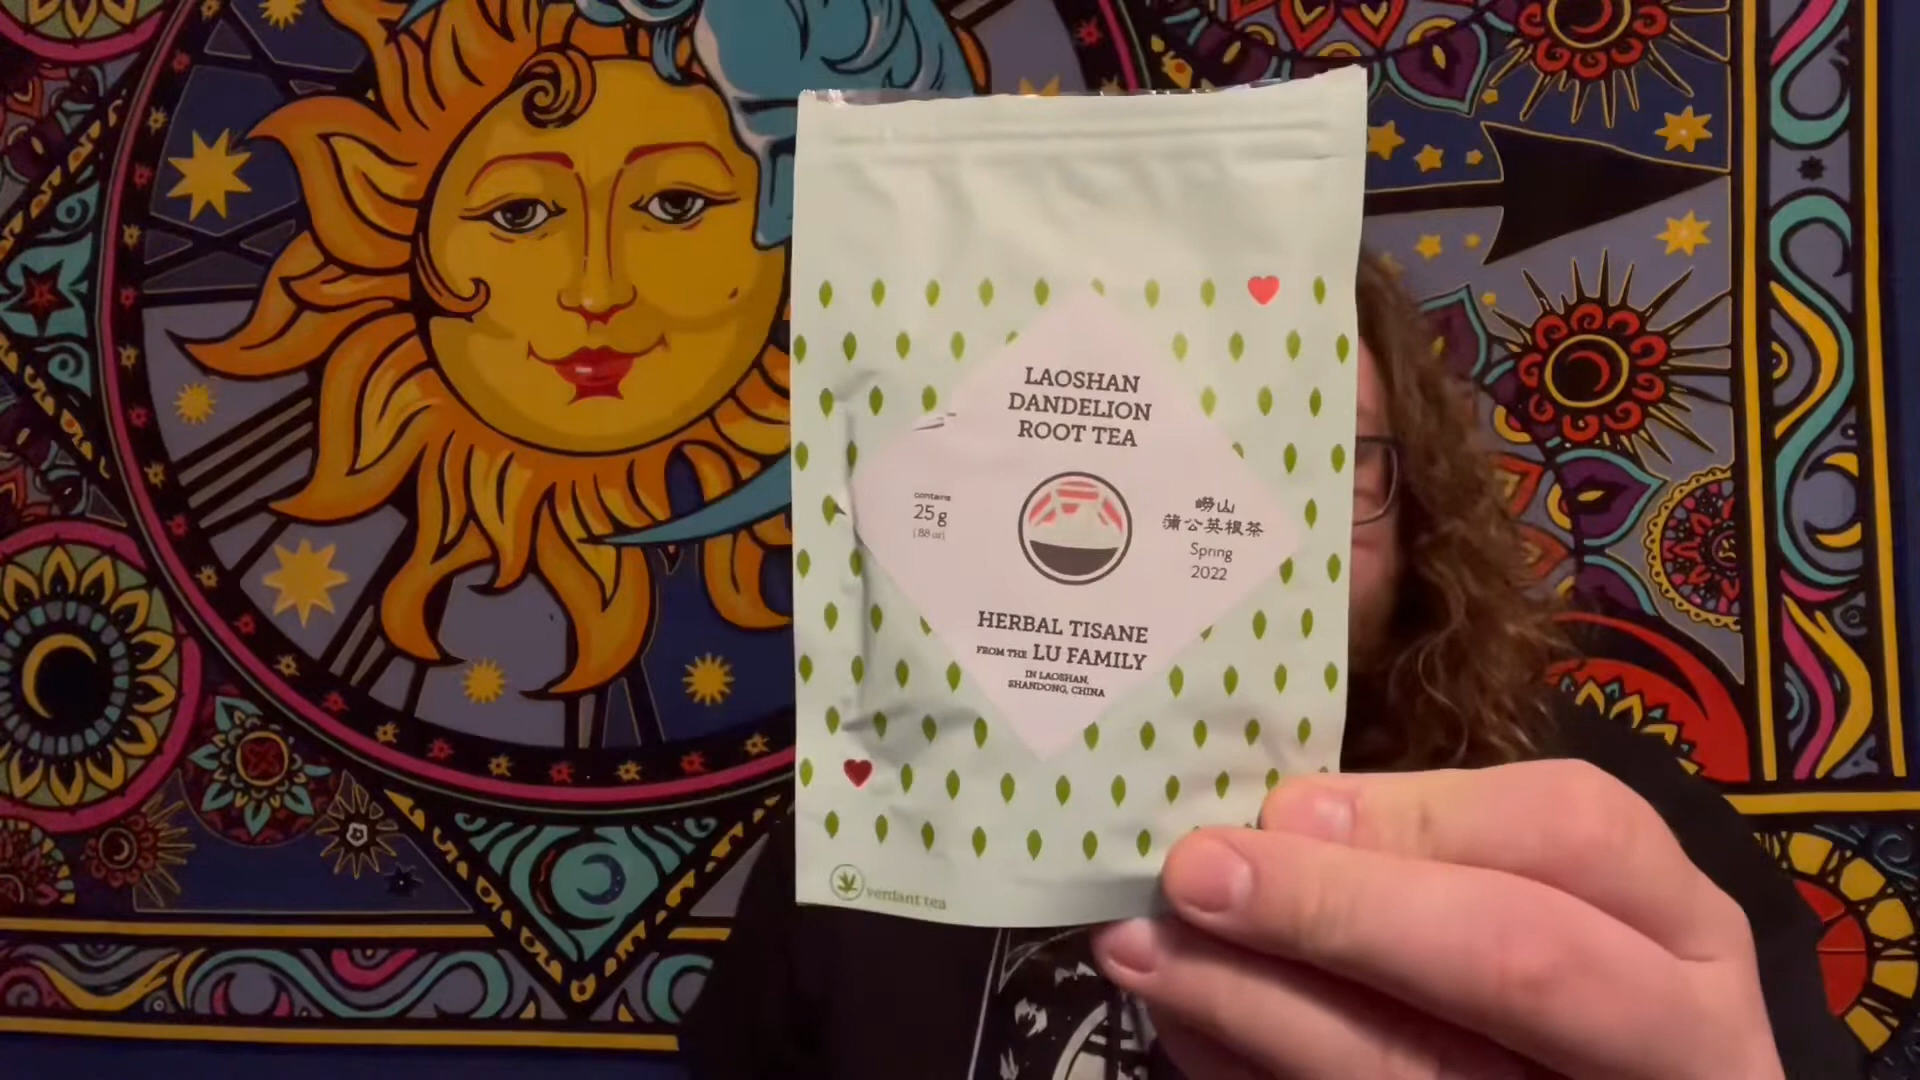 LAOSHAN
DANDELION
ROOT TEA
contains
25 g
(.88 oz)
崂山
蒲公英根茶
Spring
2022
HERBAL TISANE
FROM THE LU FAMILY
IN LAOSHAN,
SHANDONG, CHINA
verdant tea